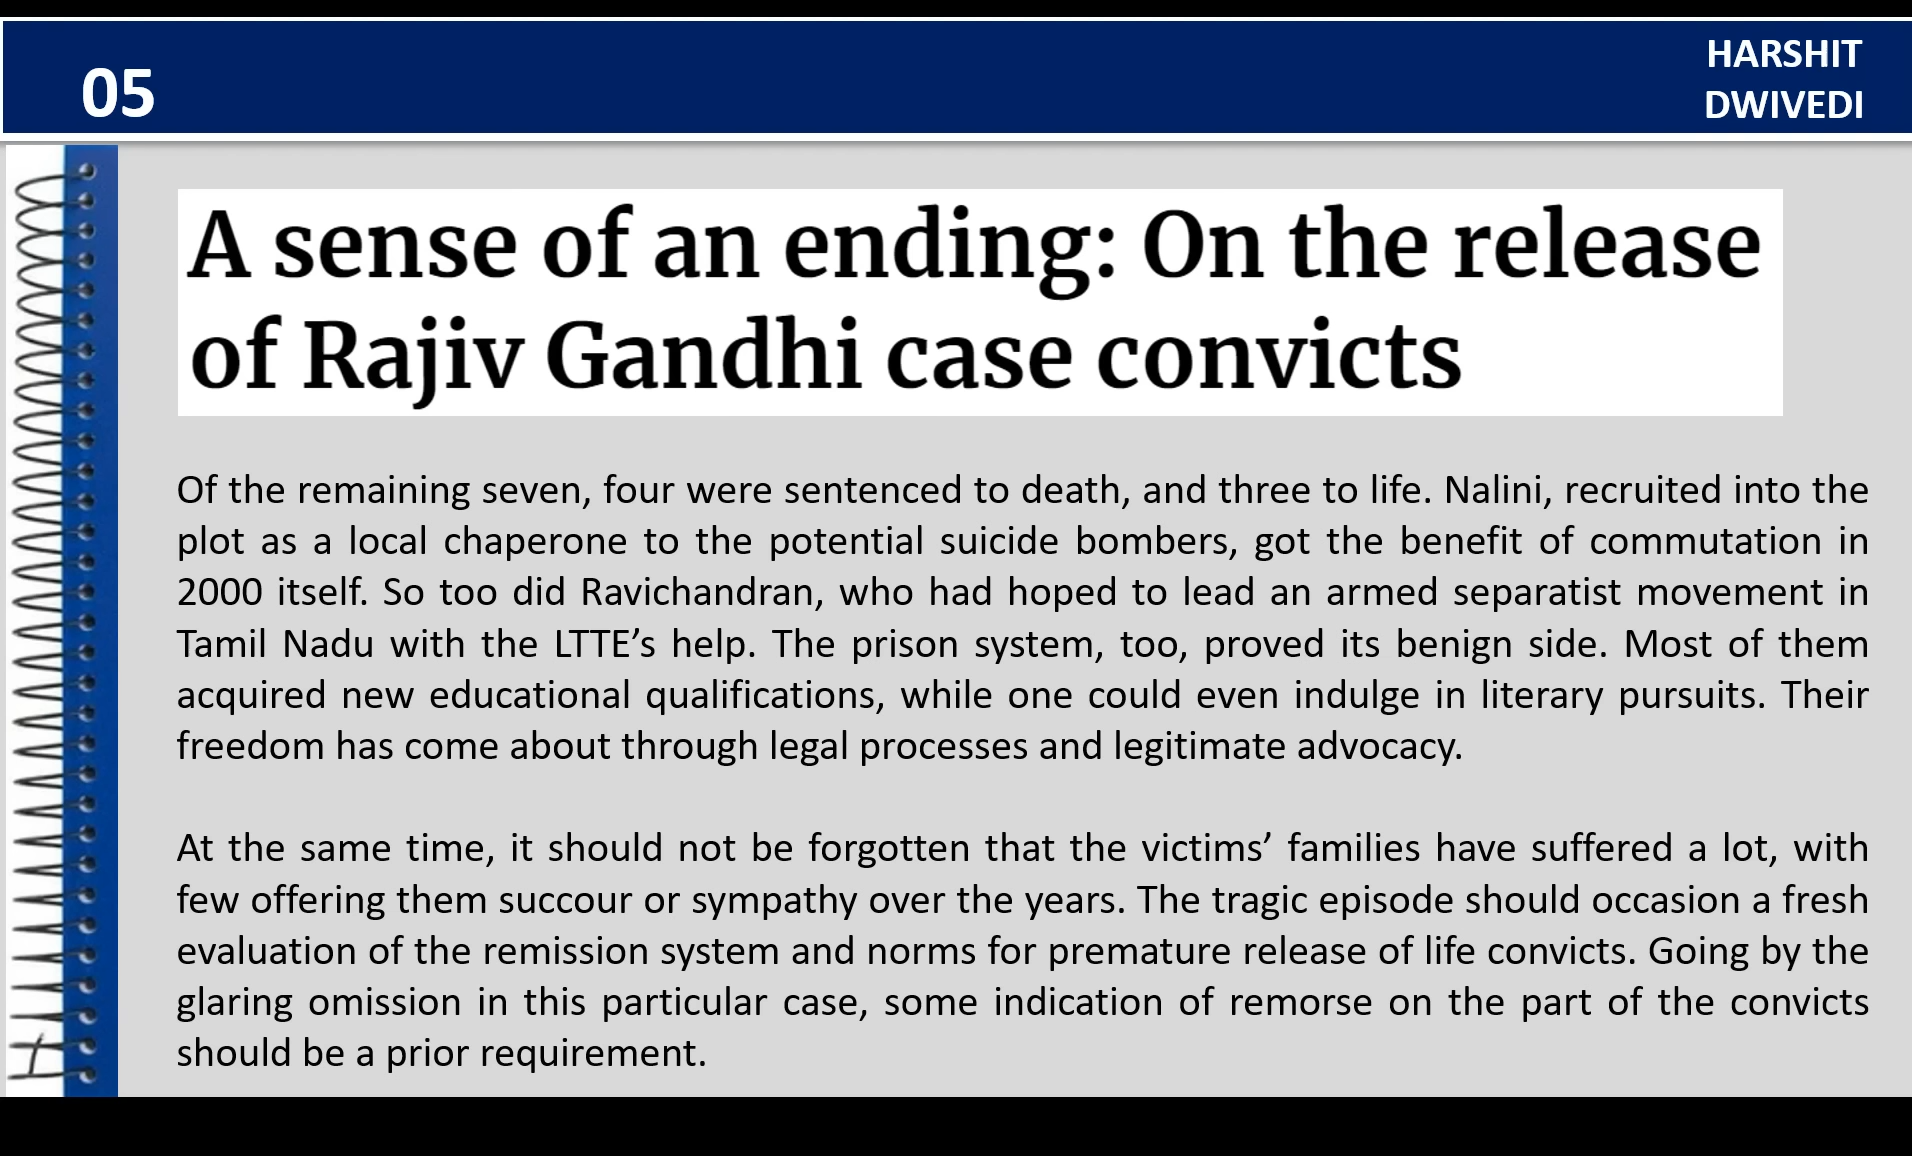 05
HARSHIT
DWIVEDI
A sense of an ending: On the release
of Rajiv Gandhi case convicts
Of the remaining seven, four were sentenced to death, and three to life. Nalini, recruited into the
plot as a local chaperone to the potential suicide bombers, got the benefit of commutation in
2000 itself. So too did Ravichandran, who had hoped to lead an armed separatist movement in
Tamil Nadu with the LTTE’s help. The prison system, too, proved its benign side. Most of them
acquired new educational qualifications, while one could even indulge in literary pursuits. Their
freedom has come about through legal processes and legitimate advocacy.
At the same time, it should not be forgotten that the victims’ families have suffered a lot, with
few offering them succour or sympathy over the years. The tragic episode should occasion a fresh
evaluation of the remission system and norms for premature release of life convicts. Going by the
glaring omission in this particular case, some indication of remorse on the part of the convicts
should be a prior requirement.